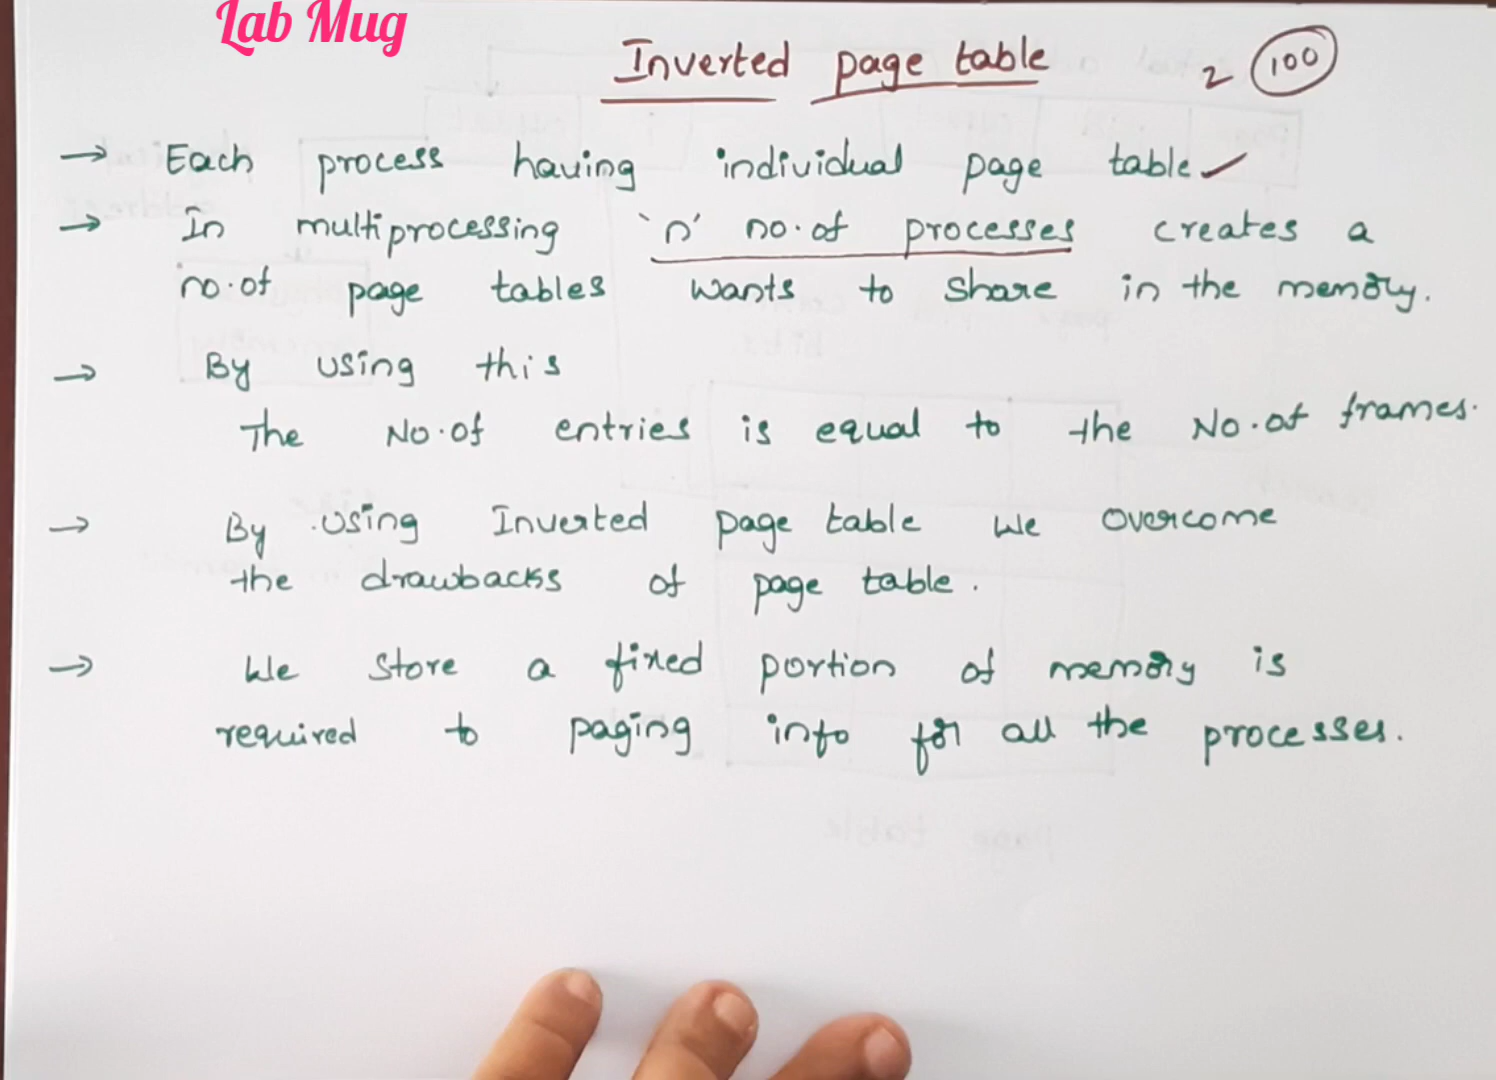 Lab Mug
Inverted page table 2 100
→ Each process having individual page table ✓
→ In multiprocessing 'n' no.of processes creates a
no.of page tables wants to share in the memory.
→ By using this
The No.of entries is equal to the No.of frames.
→ By using Inverted page table we overcome
the drawbacks of page table.
→ We store a fixed portion of memory is
required to paging info for all the processes.